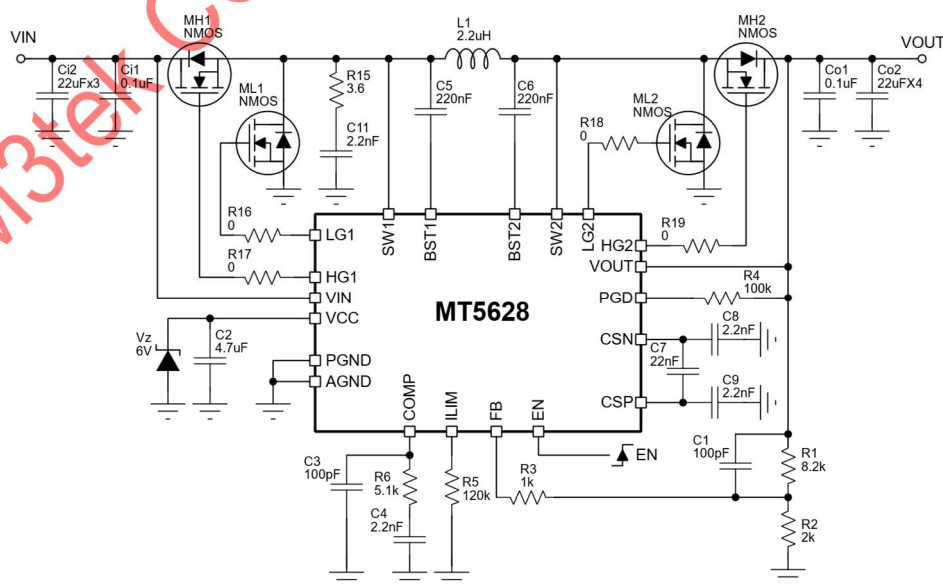 M3tek Co
VIN
Ci2
22uFx3
Ci1
0.1uF
MH1
NMOS
ML1
NMOS
R15
3.6
C11
2.2nF
L1
2.2uH
C5
220nF
C6
220nF
MH2
NMOS
ML2
NMOS
R18
0
VOUT
Co1
0.1uF
Co2
22uFX4
R16
0
R17
0
R19
0
SW1
BST1
BST2
SW2
LG2
LG1
HG1
VIN
VCC
PGND
AGND
MT5628
HG2
VOUT
PGD
CSN
CSP
COMP
ILIM
FB
EN
R4
100k
C8
2.2nF
C7
22nF
C9
2.2nF
Vz
6V
C2
4.7uF
EN
C3
100pF
R6
5.1k
C4
2.2nF
R5
120k
R3
1k
C1
100pF
R1
8.2k
R2
2k